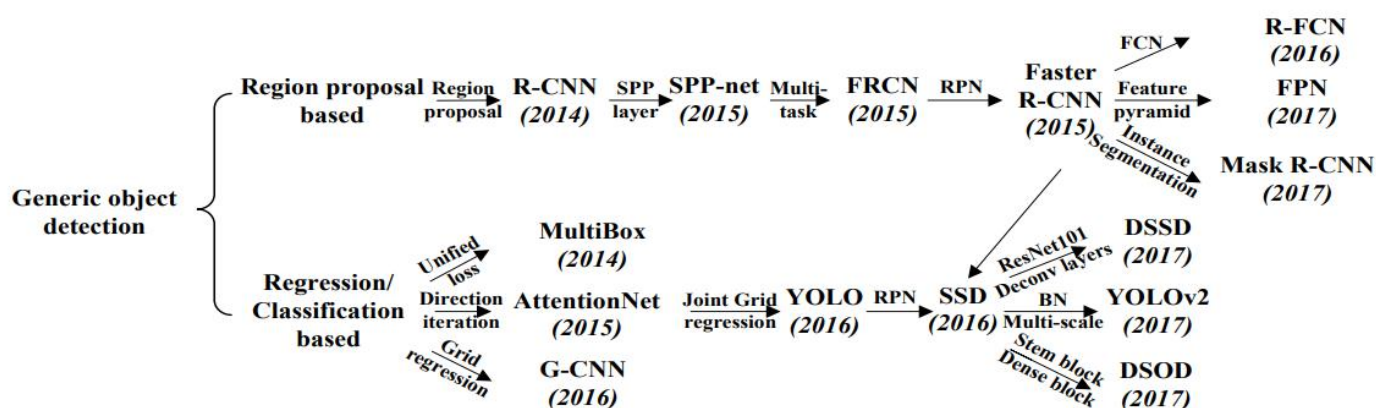 Generic object
detection
Region proposal
based
Region
proposal
R-CNN
(2014)
SPP
layer
SPP-net
(2015)
Multi-
task
FRCN
(2015)
RPN
Faster
R-CNN
(2015)
FCN
R-FCN
(2016)
Feature
pyramid
FPN
(2017)
Instance
Segmentation
Mask R-CNN
(2017)
Regression/
Classification
based
Unified
loss
MultiBox
(2014)
Direction
iteration
AttentionNet
(2015)
Grid
regression
G-CNN
(2016)
Joint Grid
regression
YOLO
(2016)
RPN
SSD
(2016)
ResNet101
Deconv layers
DSSD
(2017)
BN
Multi-scale
YOLOv2
(2017)
Stem block
Dense block
DSOD
(2017)